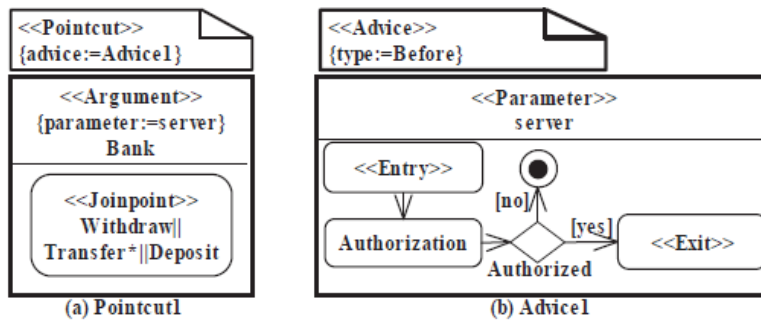 <<Pointcut>>
{advice:=Advice1}
<<Argument>>
{parameter:=server}
Bank
<<Joinpoint>>
Withdraw||
Transfer*||Deposit
(a) Pointcut1
<<Advice>>
{type:=Before}
<<Parameter>>
server
<<Entry>>
[no]
[yes]
Authorization
<<Exit>>
Authorized
(b) Advice1